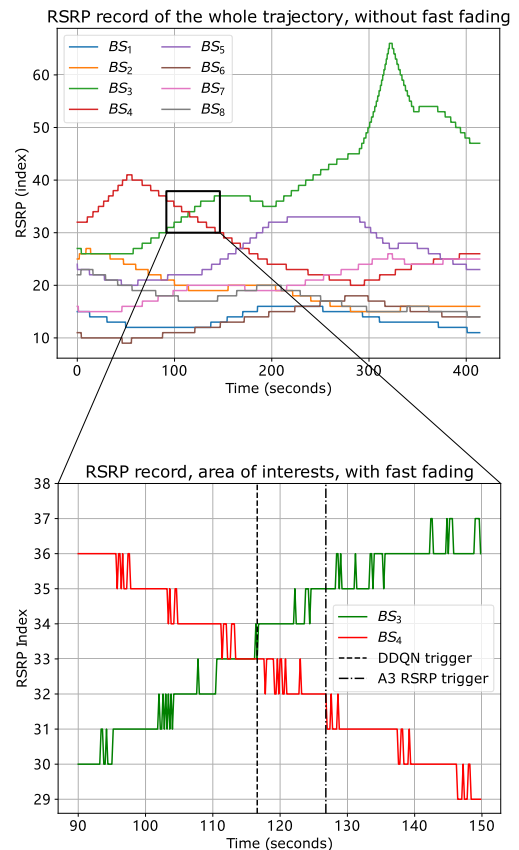 RSRP record of the whole trajectory, without fast fading
BS1 BS5
BS2 BS6
BS3 BS7
BS4 BS8
60
50
40
30
20
10
RSRP (index)
0 100 200 300 400
Time (seconds)
RSRP record, area of interests, with fast fading
38
37
36
35
34
33
32
31
30
29
RSRP Index
BS3
BS4
DDQN trigger
A3 RSRP trigger
90 100 110 120 130 140 150
Time (seconds)